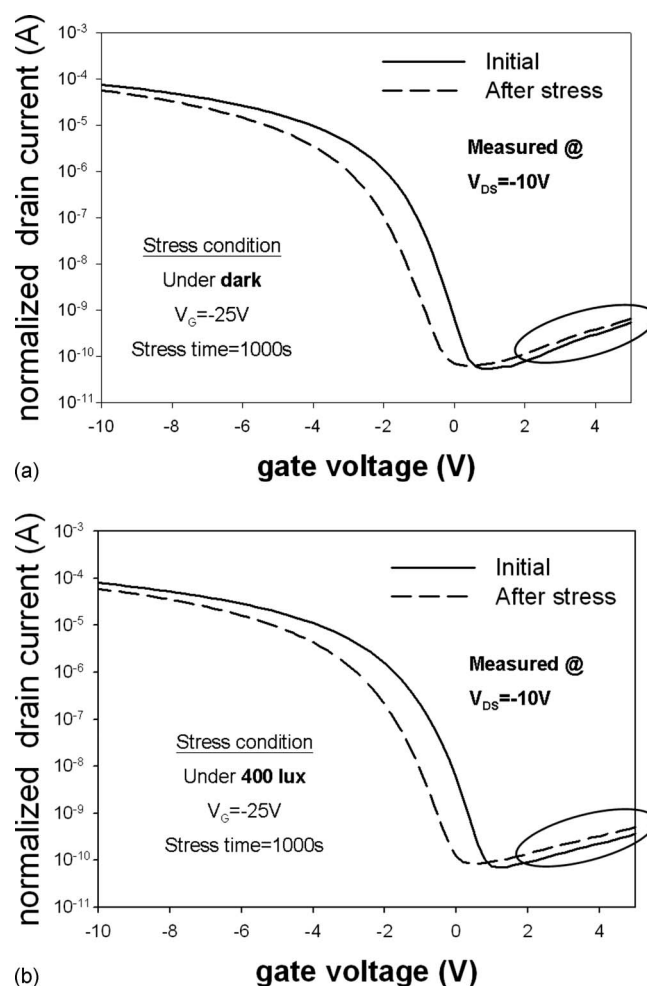 (a)
normalized drain current (A)
10⁻³
10⁻⁴
10⁻⁵
10⁻⁶
10⁻⁷
10⁻⁸
10⁻⁹
10⁻¹⁰
10⁻¹¹
Initial
After stress
Measured @
V_DS=-10V
Stress condition
Under dark
V_G=-25V
Stress time=1000s
-10 -8 -6 -4 -2 0 2 4
gate voltage (V)
(b)
normalized drain current (A)
10⁻³
10⁻⁴
10⁻⁵
10⁻⁶
10⁻⁷
10⁻⁸
10⁻⁹
10⁻¹⁰
10⁻¹¹
Initial
After stress
Measured @
V_DS=-10V
Stress condition
Under 400 lux
V_G=-25V
Stress time=1000s
-10 -8 -6 -4 -2 0 2 4
gate voltage (V)